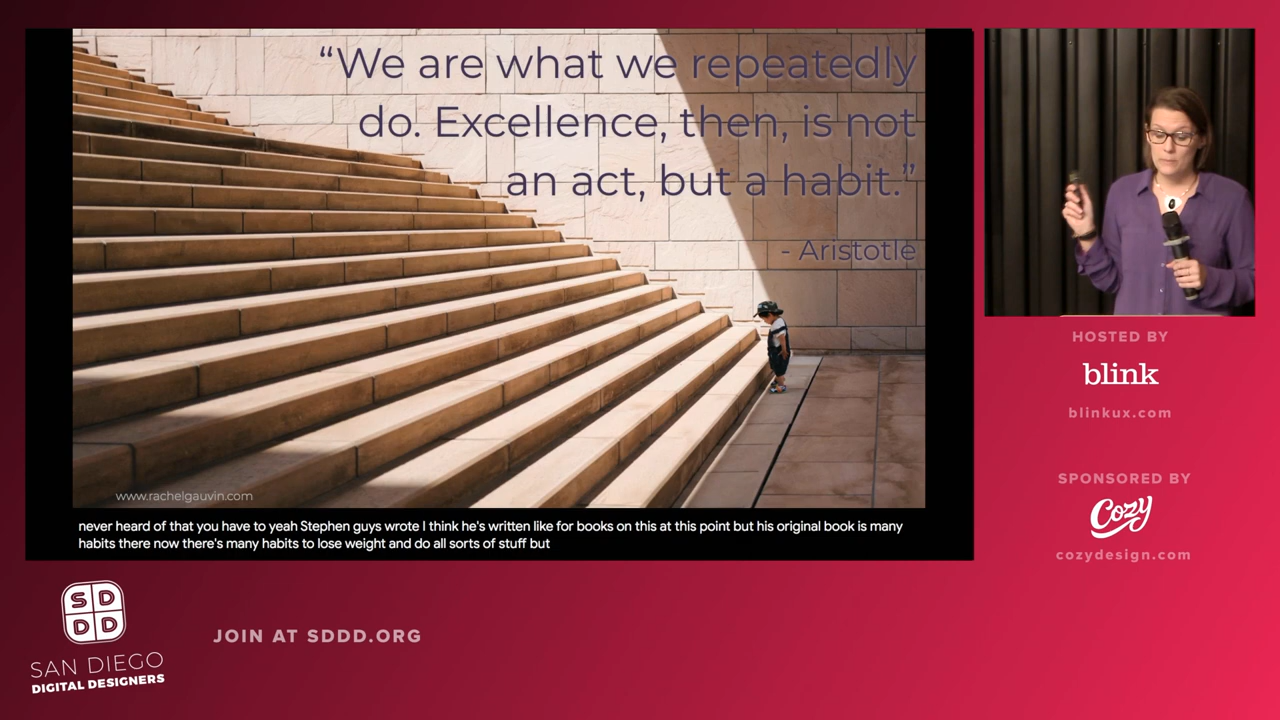 “We are what we repeatedly
do. Excellence, then, is not
an act, but a habit.”
- Aristotle
www.rachelgauvin.com
never heard of that you have to yeah Stephen guys wrote I think he's written like for books on this at this point but his original book is many
habits there now there's many habits to lose weight and do all sorts of stuff but
HOSTED BY
blink
blinkux.com
SPONSORED BY
Cozy
cozydesign.com
SD
DD
SAN DIEGO
DIGITAL DESIGNERS
JOIN AT SDDD.ORG